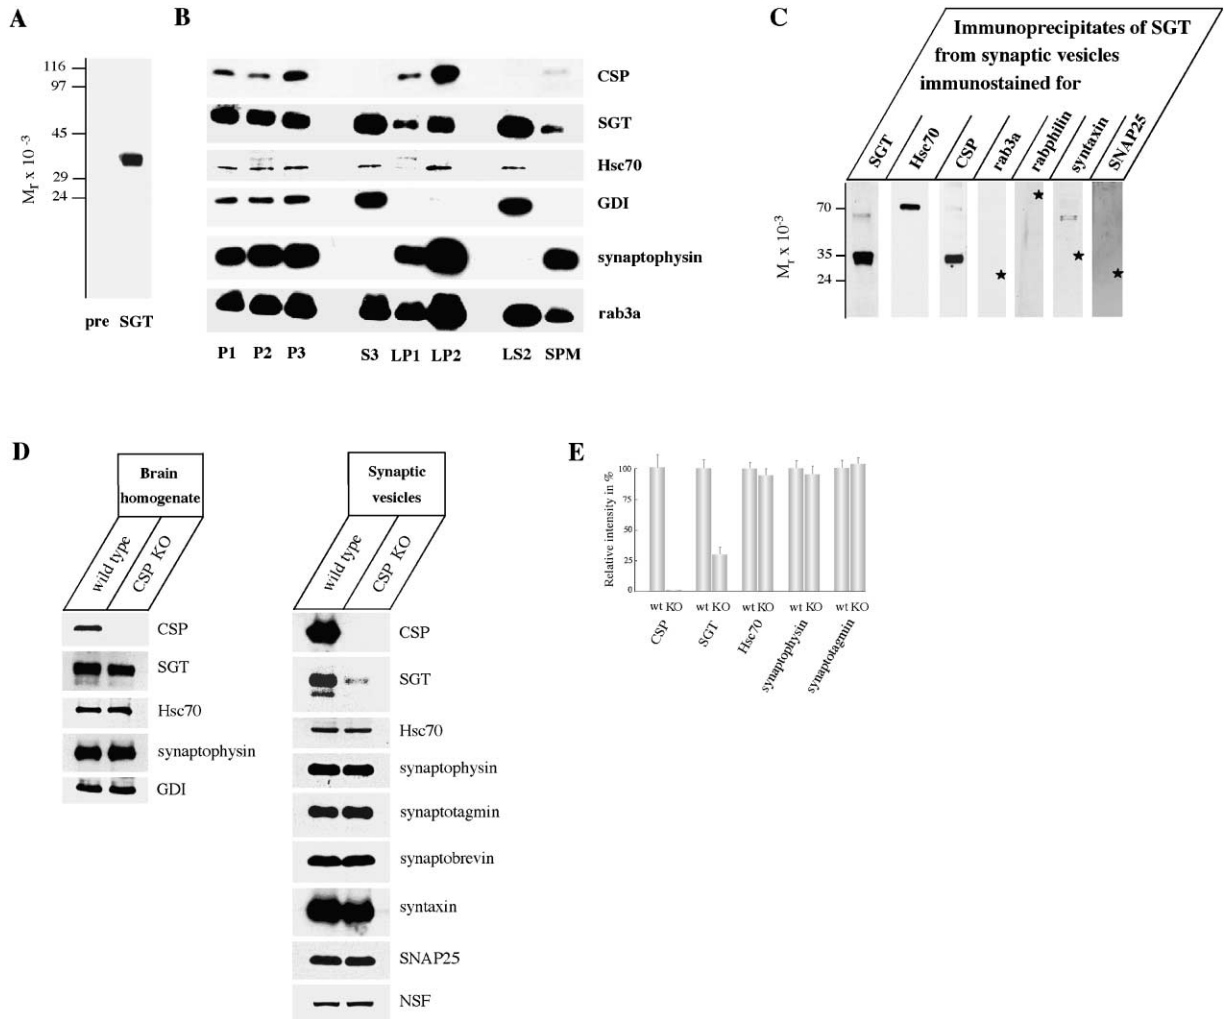 A
116
97
45
29
24
Mr x 10 -3
pre SGT
B
CSP
SGT
Hsc70
GDI
synaptophysin
rab3a
P1 P2 P3 S3 LP1 LP2 LS2 SPM
C
Immunoprecipitates of SGT
from synaptic vesicles
immunostained for
SGT
Hsc70
CSP
rab3a
rabphilin
syntaxin
SNAP25
70
35
24
Mr x 10-3
D
Brain
homogenate
wild type
CSP KO
CSP
SGT
Hsc70
synaptophysin
GDI
Synaptic
vesicles
wild type
CSP KO
CSP
SGT
Hsc70
synaptophysin
synaptotagmin
synaptobrevin
syntaxin
SNAP25
NSF
E
Relative intensity in %
100
75
50
25
0
wt KO wt KO wt KO wt KO wt KO
CSP
SGT
Hsc70
synaptophysin
synaptotagmin